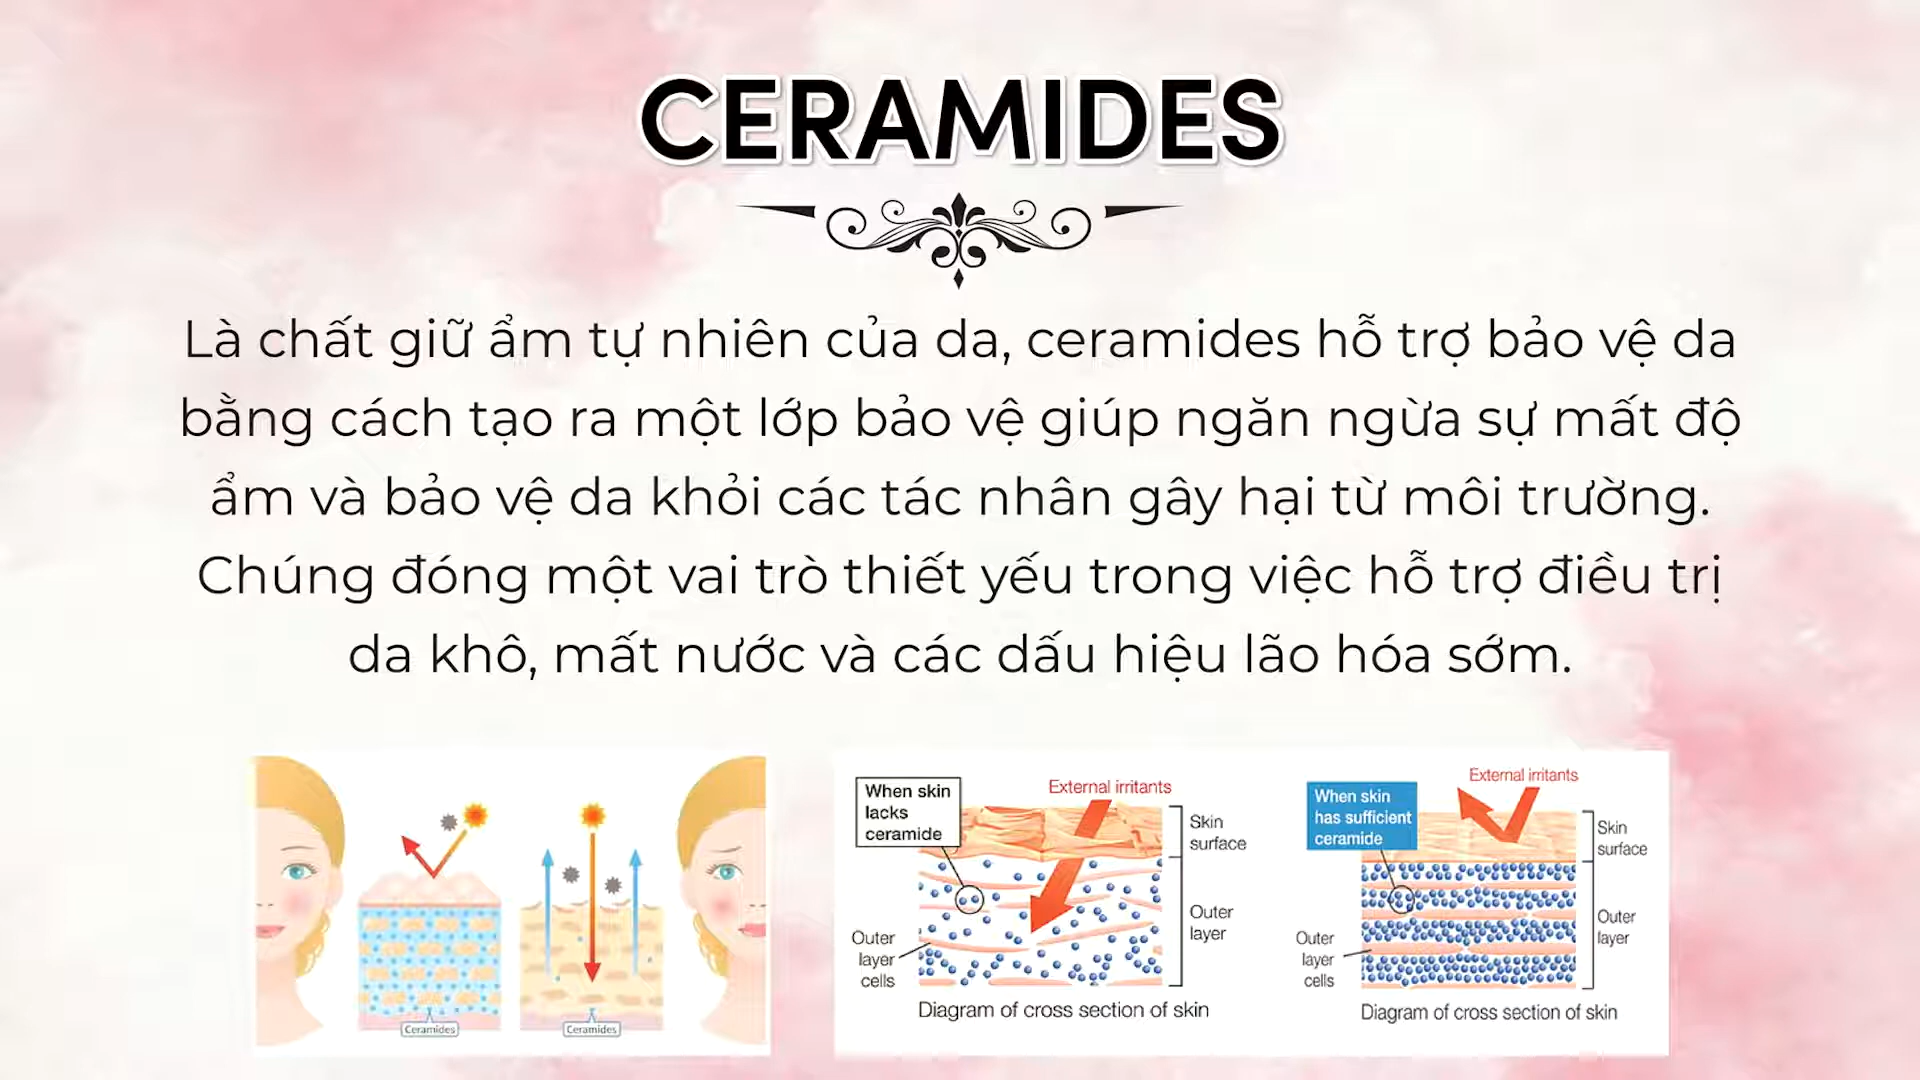 CERAMIDES
Là chất giữ ẩm tự nhiên của da, ceramides hỗ trợ bảo vệ da
bằng cách tạo ra một lớp bảo vệ giúp ngăn ngừa sự mất độ
ẩm và bảo vệ da khỏi các tác nhân gây hại từ môi trường.
Chúng đóng một vai trò thiết yếu trong việc hỗ trợ điều trị
da khô, mất nước và các dấu hiệu lão hóa sớm.
Ceramides
Ceramides
When skin
lacks
ceramide
External irritants
Skin
surface
Outer
layer
Outer
layer
cells
Diagram of cross section of skin
When skin
has sufficient
ceramide
External irritants
Skin
surface
Outer
layer
Outer
layer
cells
Diagram of cross section of skin